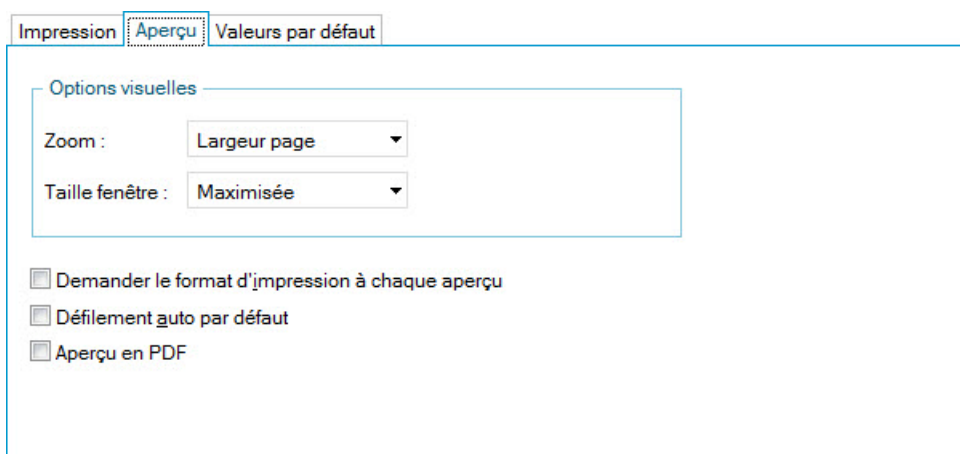 Impression Aperçu Valeurs par défaut
Options visuelles
Zoom : Largeur page
Taille fenêtre : Maximisée
Demander le format d'impression à chaque aperçu
Défilement auto par défaut
Aperçu en PDF